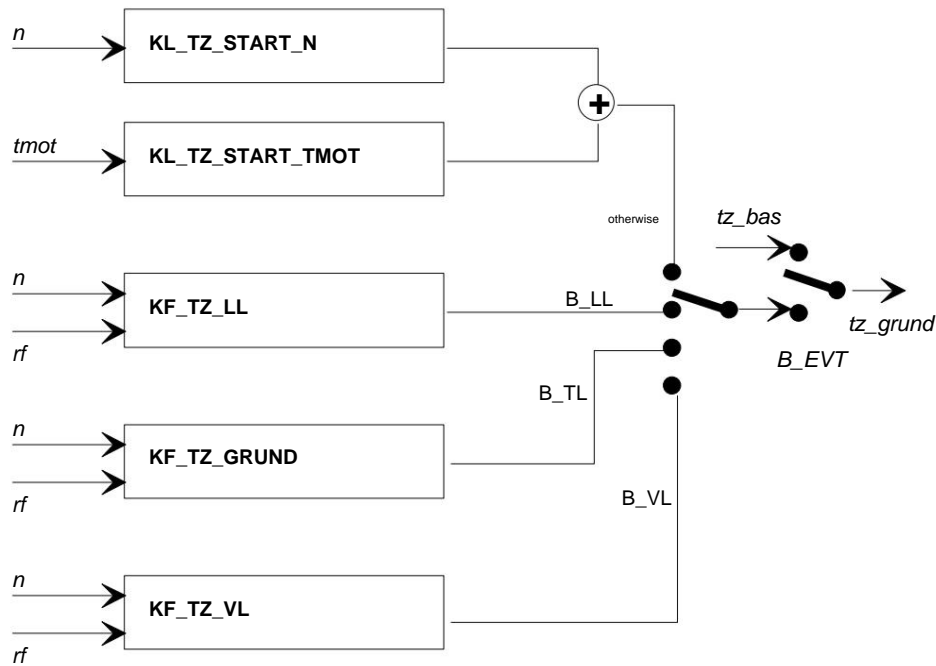 n
KL_TZ_START_N
+
tmot
KL_TZ_START_TMOT
otherwise
tz_bas
n
KF_TZ_LL
B_LL
tz_grund
rf
B_EVT
B_TL
n
KF_TZ_GRUND
rf
B_VL
n
KF_TZ_VL
rf